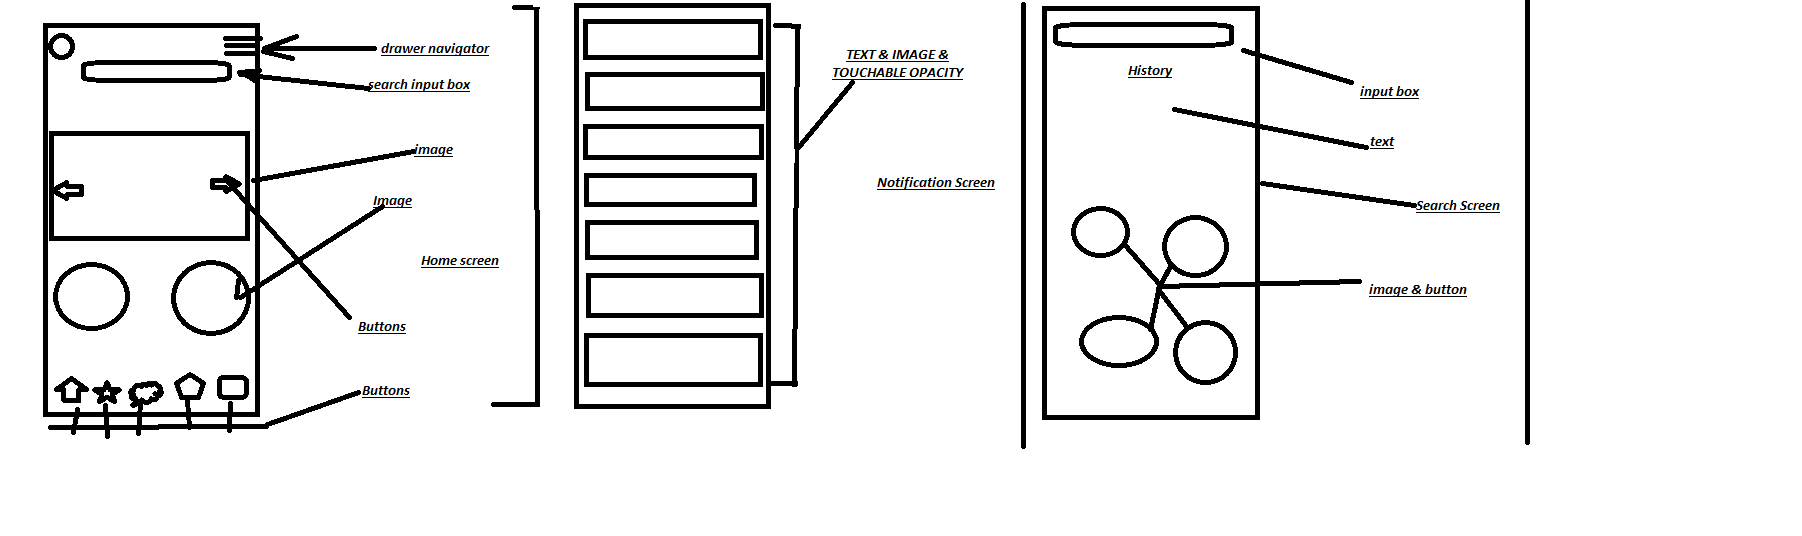 drawer navigator
search input box
image
Image
Home screen
Buttons
Buttons
TEXT & IMAGE &
TOUCHABLE OPACITY
Notification Screen
History
input box
text
Search Screen
image & button